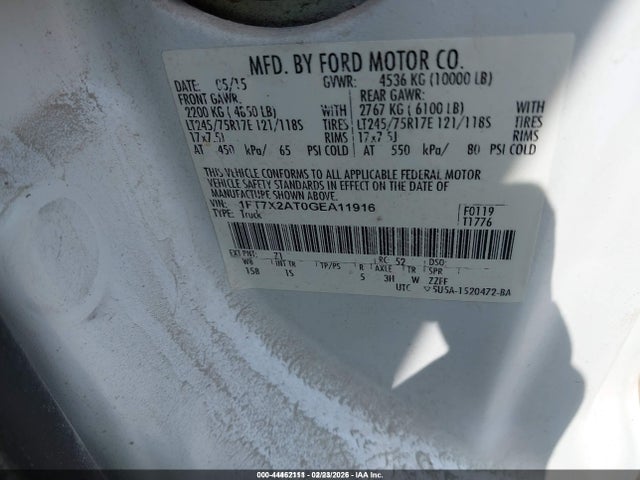 MFD. BY FORD MOTOR CO.
DATE: 05/15 GVWR: 4536 KG (10000 LB)
FRONT GAWR: REAR GAWR:
2200 KG (4850 LB) WITH 2767 KG (6100 LB) WITH
LT245/75R17E 121/118S TIRES LT245/75R17E 121/118S TIRES
17x7.5J RIMS 17x7.5J RIMS
AT 450 kPa/ 65 PSI COLD AT 550 kPa/ 80 PSI COLD
THIS VEHICLE CONFORMS TO ALL APPLICABLE FEDERAL MOTOR
VEHICLE SAFETY STANDARDS IN EFFECT ON THE DATE OF
MANUFACTURE SHOWN ABOVE.
VIN: 1FT7X2AT0GEA11916 F0119
TYPE: Truck T1776
EXT PNT: Z1 RC: 52 DSO:
WB INT TR TP/PS R AXLE TR SPR
158 1S 5 3H W ZZFF
UTC 5U5A-1520472-BA
000-44462118 - 02/23/2026 - IAA, Inc.